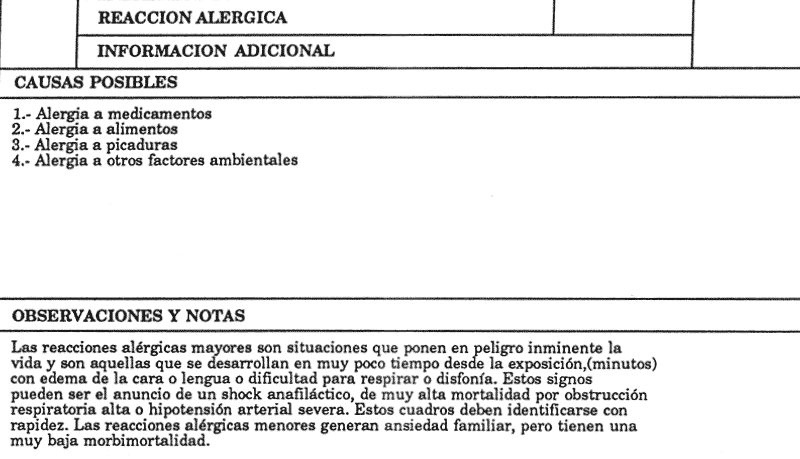 REACCION ALERGICA
INFORMACION ADICIONAL
CAUSAS POSIBLES
1.- Alergia a medicamentos
2.- Alergia a alimentos
3.- Alergia a picaduras
4.- Alergia a otros factores ambientales
OBSERVACIONES Y NOTAS
Las reacciones alérgicas mayores son situaciones que ponen en peligro inminente la
vida y son aquellas que se desarrollan en muy poco tiempo desde la exposición,(minutos)
con edema de la cara o lengua o dificultad para respirar o disfonía. Estos signos
pueden ser el anuncio de un shock anafiláctico, de muy alta mortalidad por obstrucción
respiratoria alta o hipotensión arterial severa. Estos cuadros deben identificarse con
rapidez. Las reacciones alérgicas menores generan ansiedad familiar, pero tienen una
muy baja morbimortalidad.